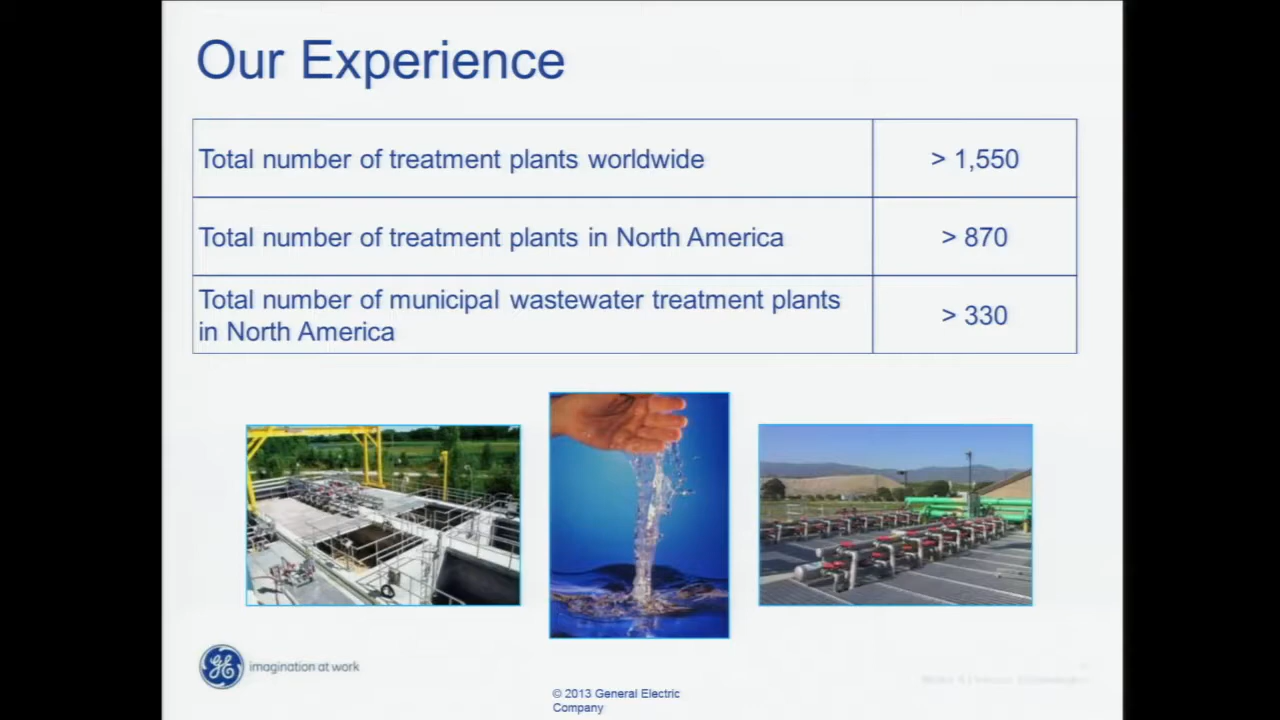 Our Experience
Total number of treatment plants worldwide
> 1,550
Total number of treatment plants in North America
> 870
Total number of municipal wastewater treatment plants
in North America
> 330
GE
imagination at work
© 2013 General Electric
Company